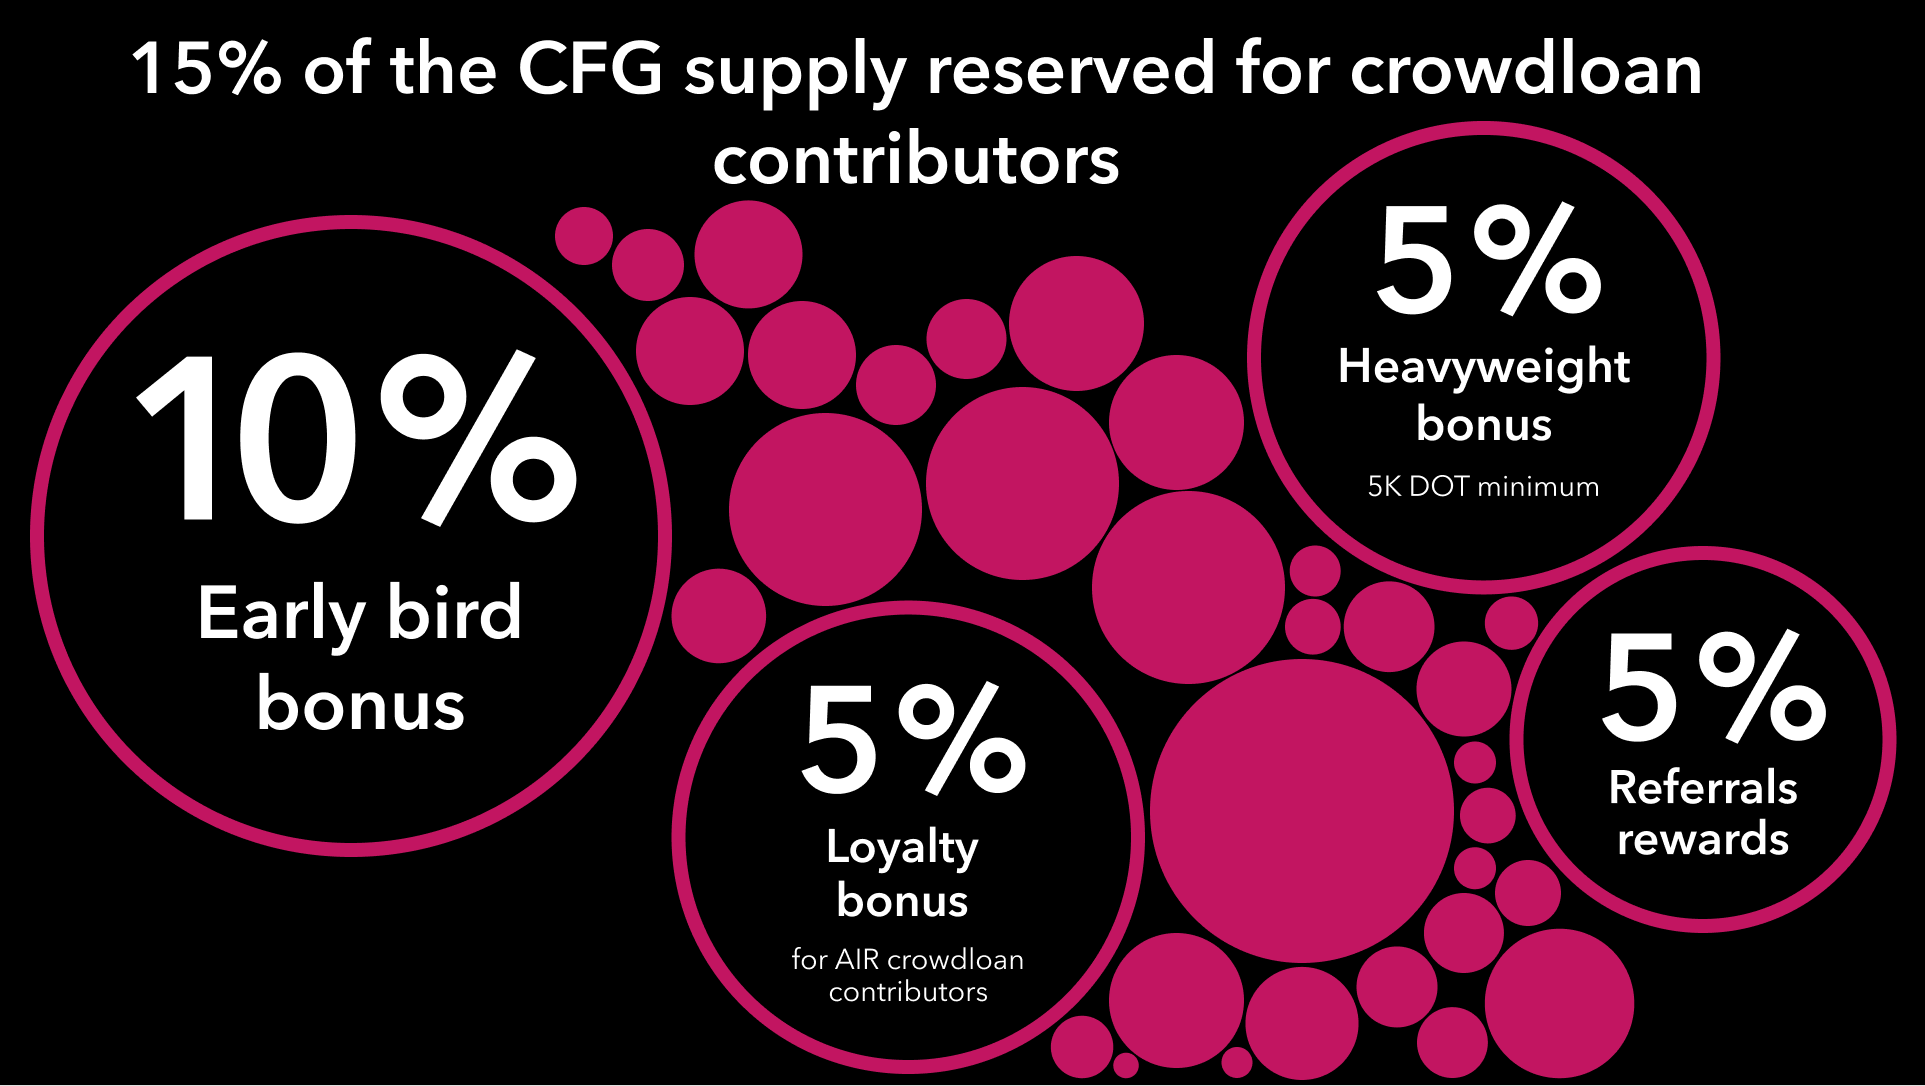 15% of the CFG supply reserved for crowdloan
contributors
10%
Early bird
bonus
5%
Loyalty
bonus
for AIR crowdloan
contributors
5%
Heavyweight
bonus
5K DOT minimum
5%
Referrals
rewards